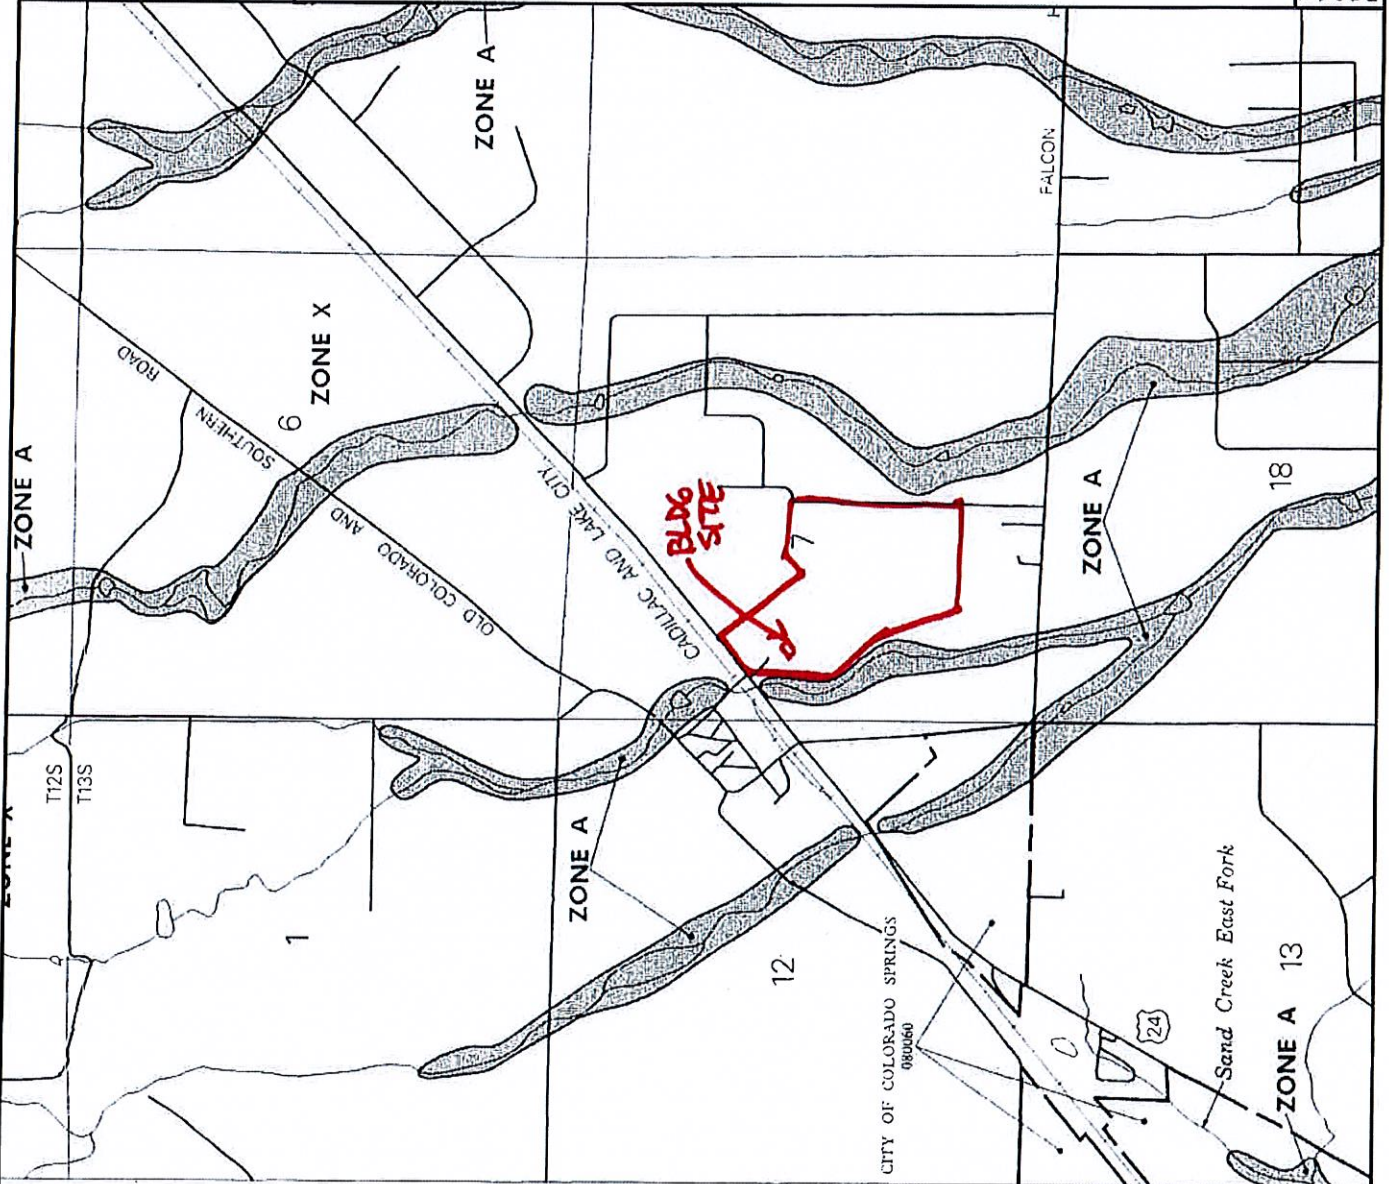 ZONE A
FALCON
ZONE X
6
ROAD
SOUTHERN
AND
OLD COLORADO
CADILLAC AND LAKE CITY
ZONE A
BLDG
SITE
7
ZONE A
18
T12S
T13S
ZONE A
1
12
CITY OF COLORADO SPRINGS
080060
24
Sand Creek East Fork
13
ZONE A